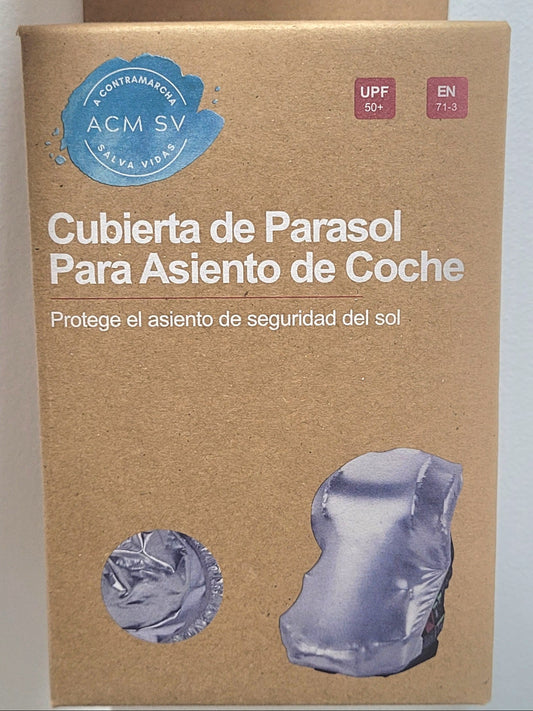 A CONTRAMARCHA
ACM SV
SALVA VIDAS
UPF
50+
EN
71-3
Cubierta de Parasol
Para Asiento de Coche
Protege el asiento de seguridad del sol